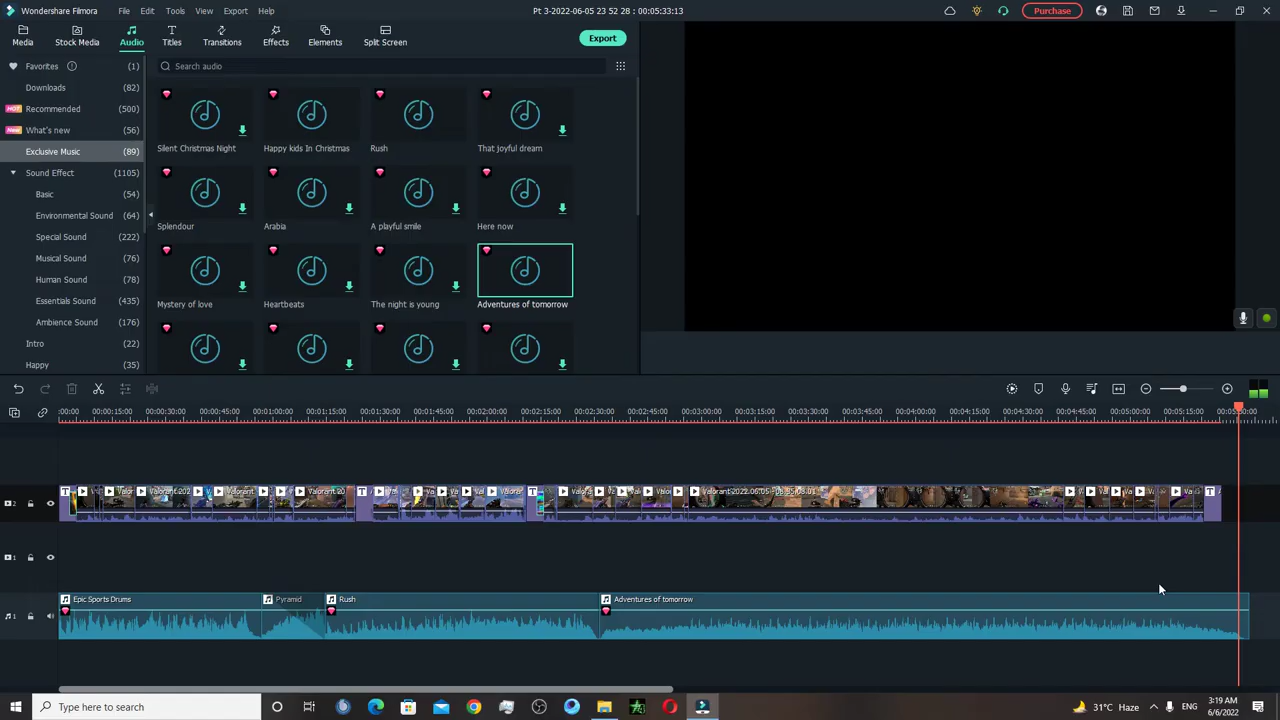 Wondershare Filmora
File
Edit
Tools
View
Export
Help
Pt 3-2022-06-05 23 52 28 : 00:05:33:13
Purchase
Media
Stock Media
Audio
Titles
Transitions
Effects
Elements
Split Screen
Export
Favorites (1)
Downloads (82)
HOT Recommended (500)
New What's new (56)
Exclusive Music (89)
Sound Effect (1105)
Basic (54)
Environmental Sound (64)
Special Sound (222)
Musical Sound (76)
Human Sound (78)
Essentials Sound (435)
Ambience Sound (176)
Intro (22)
Happy (35)
Search audio
Silent Christmas Night
Happy kids In Christmas
Rush
That joyful dream
Splendour
Arabia
A playful smile
Here now
Mystery of love
Heartbeats
The night is young
Adventures of tomorrow
:00:00 00:00:15:00 00:00:30:00 00:00:45:00 00:01:00:00 00:01:15:00 00:01:30:00 00:01:45:00 00:02:00:00 00:02:15:00 00:02:30:00 00:02:45:00 00:03:00:00 00:03:15:00 00:03:30:00 00:03:45:00 00:04:00:00 00:04:15:00 00:04:30:00 00:04:45:00 00:05:00:00 00:05:15:00
Epic Sports Drums
Pyramid
Rush
Adventures of tomorrow
Type here to search
31°C Haze
ENG
3:19 AM
6/6/2022